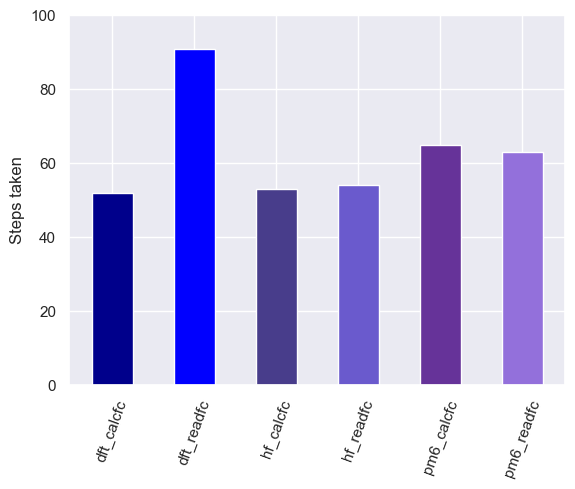 100
80
60
40
20
0
Steps taken
dft_calcfc
dft_readfc
hf_calcfc
hf_readfc
pm6_calcfc
pm6_readfc